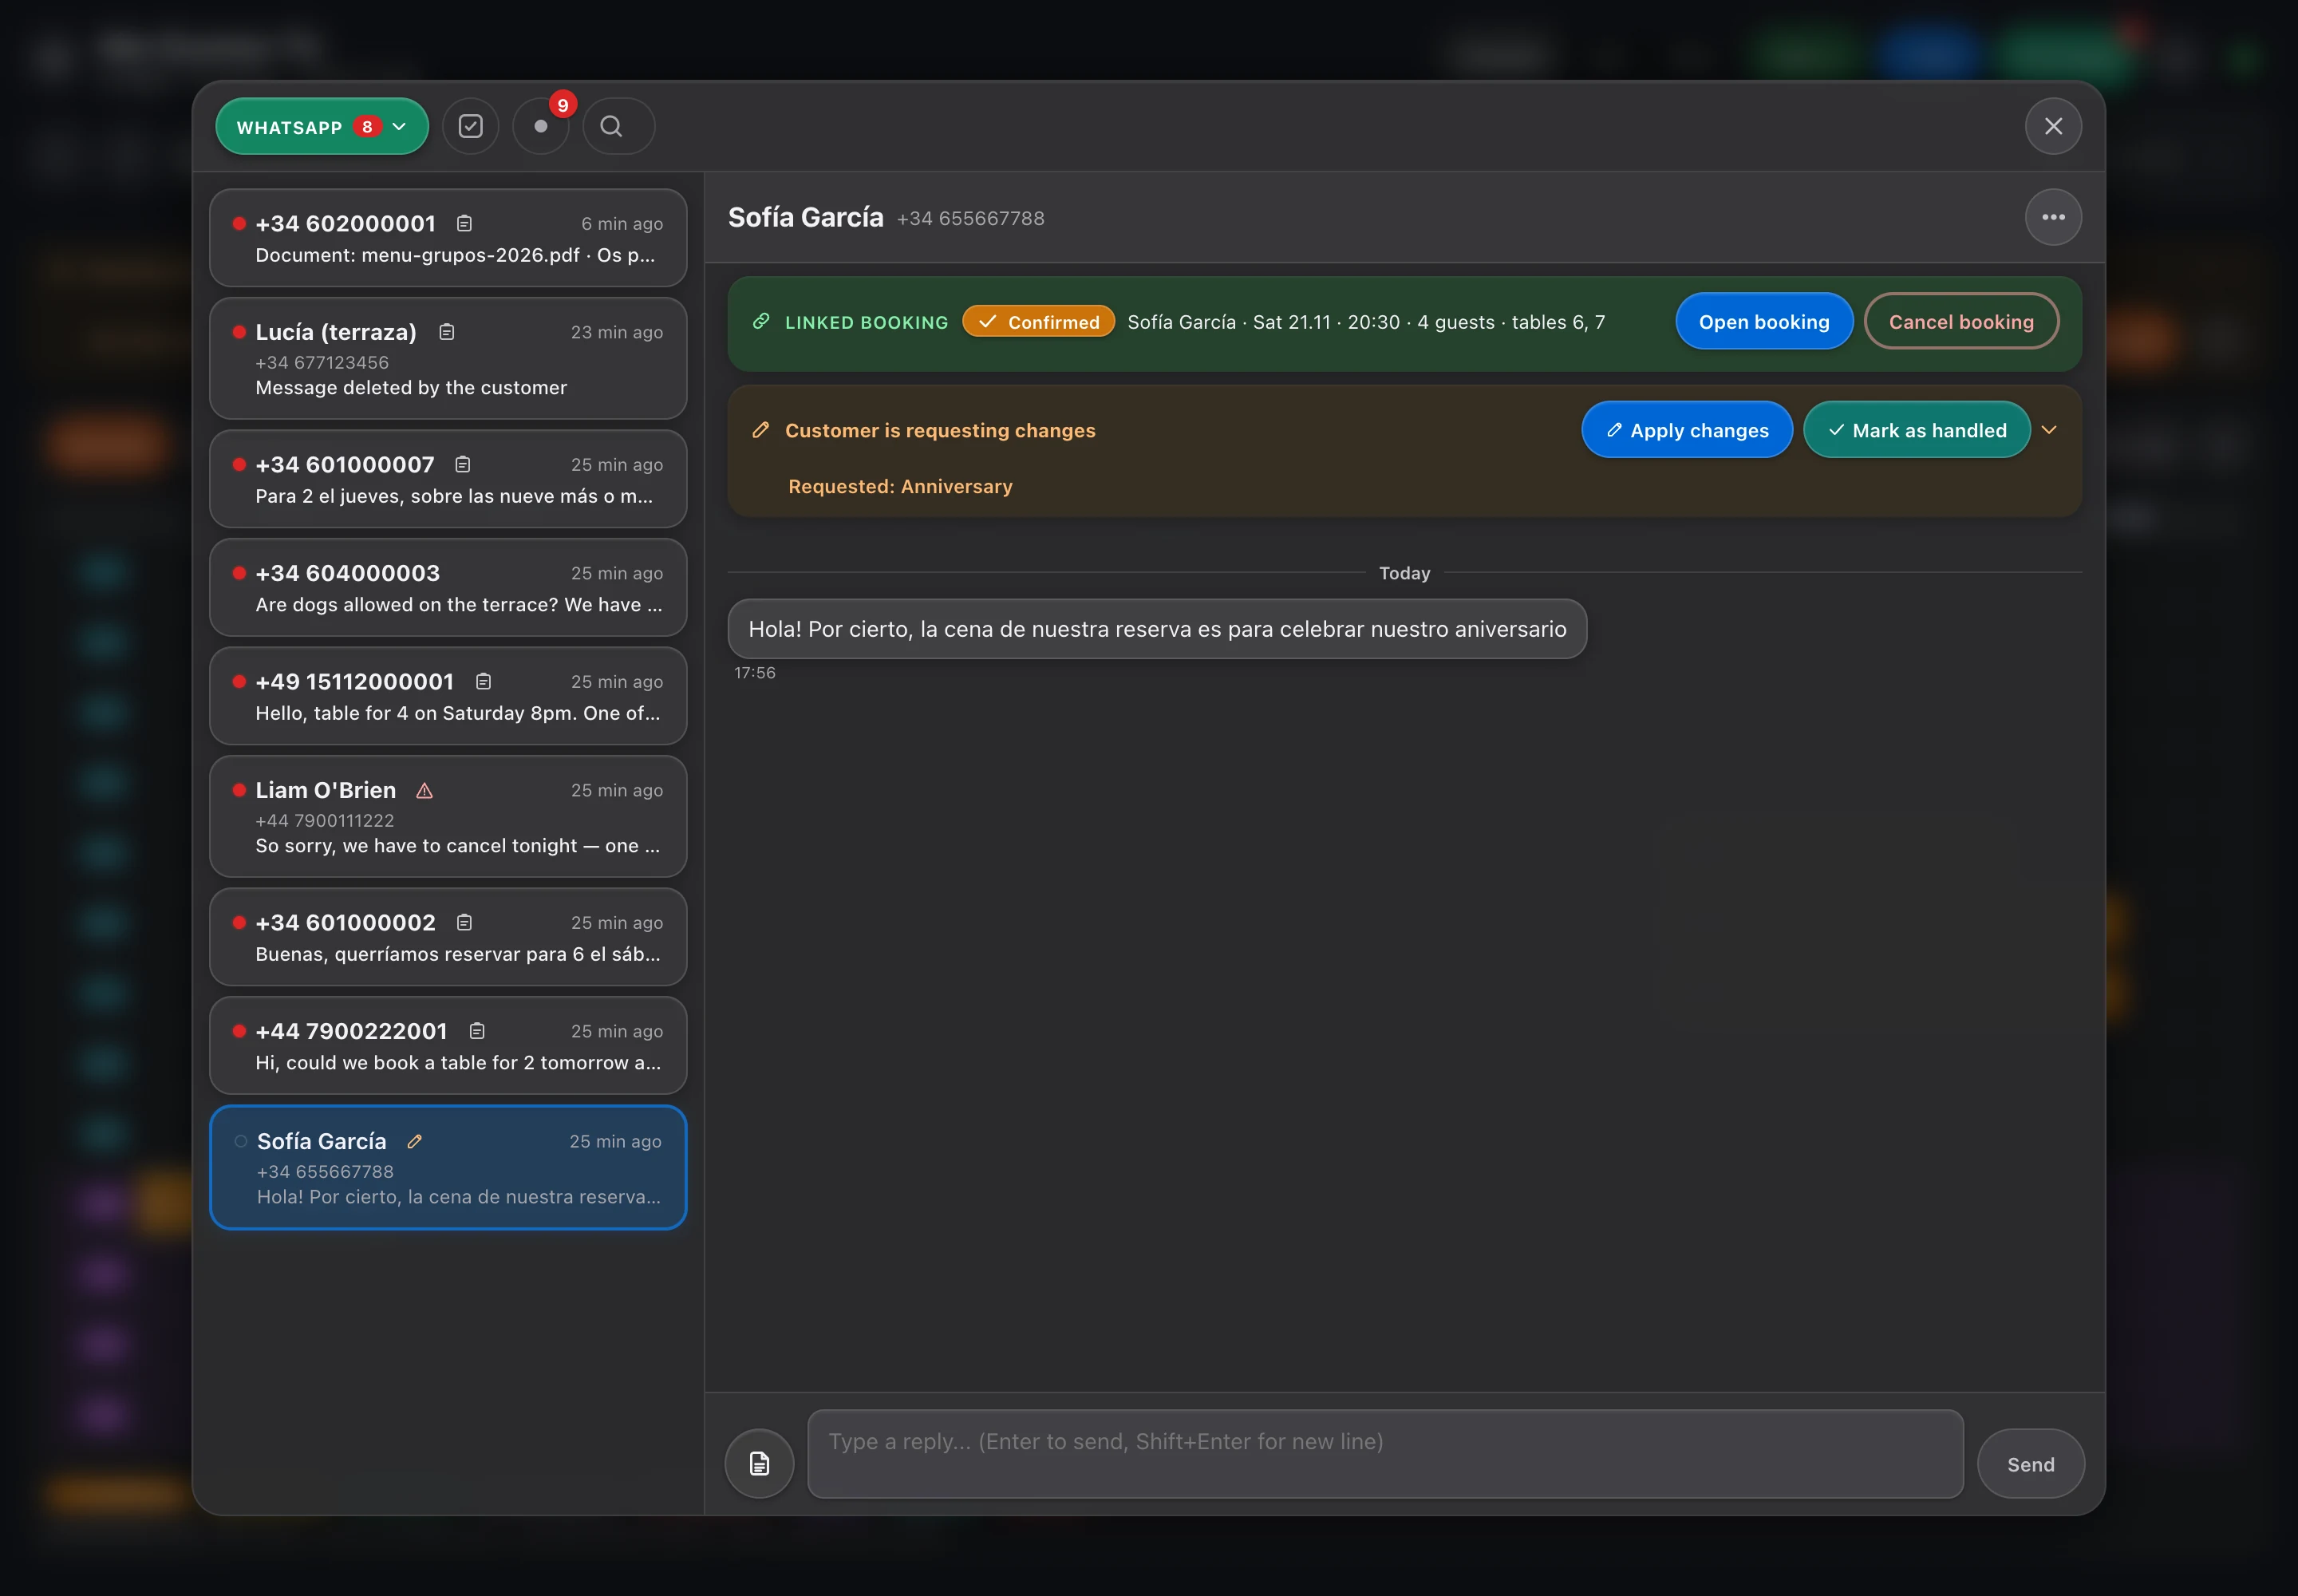 WHATSAPP 8
9
+34 602000001 6 min ago
Document: menu-grupos-2026.pdf · Os p...
Lucía (terraza) 23 min ago
+34 677123456
Message deleted by the customer
+34 601000007 25 min ago
Para 2 el jueves, sobre las nueve más o m...
+34 604000003 25 min ago
Are dogs allowed on the terrace? We have ...
+49 15112000001 25 min ago
Hello, table for 4 on Saturday 8pm. One of...
Liam O'Brien 25 min ago
+44 7900111222
So sorry, we have to cancel tonight — one ...
+34 601000002 25 min ago
Buenas, querríamos reservar para 6 el sáb...
+44 7900222001 25 min ago
Hi, could we book a table for 2 tomorrow a...
Sofía García 25 min ago
+34 655667788
Hola! Por cierto, la cena de nuestra reserva...
Sofía García +34 655667788
LINKED BOOKING Confirmed Sofía García · Sat 21.11 · 20:30 · 4 guests · tables 6, 7 Open booking Cancel booking
Customer is requesting changes Apply changes Mark as handled
Requested: Anniversary
Today
Hola! Por cierto, la cena de nuestra reserva es para celebrar nuestro aniversario
17:56
Type a reply... (Enter to send, Shift+Enter for new line)
Send